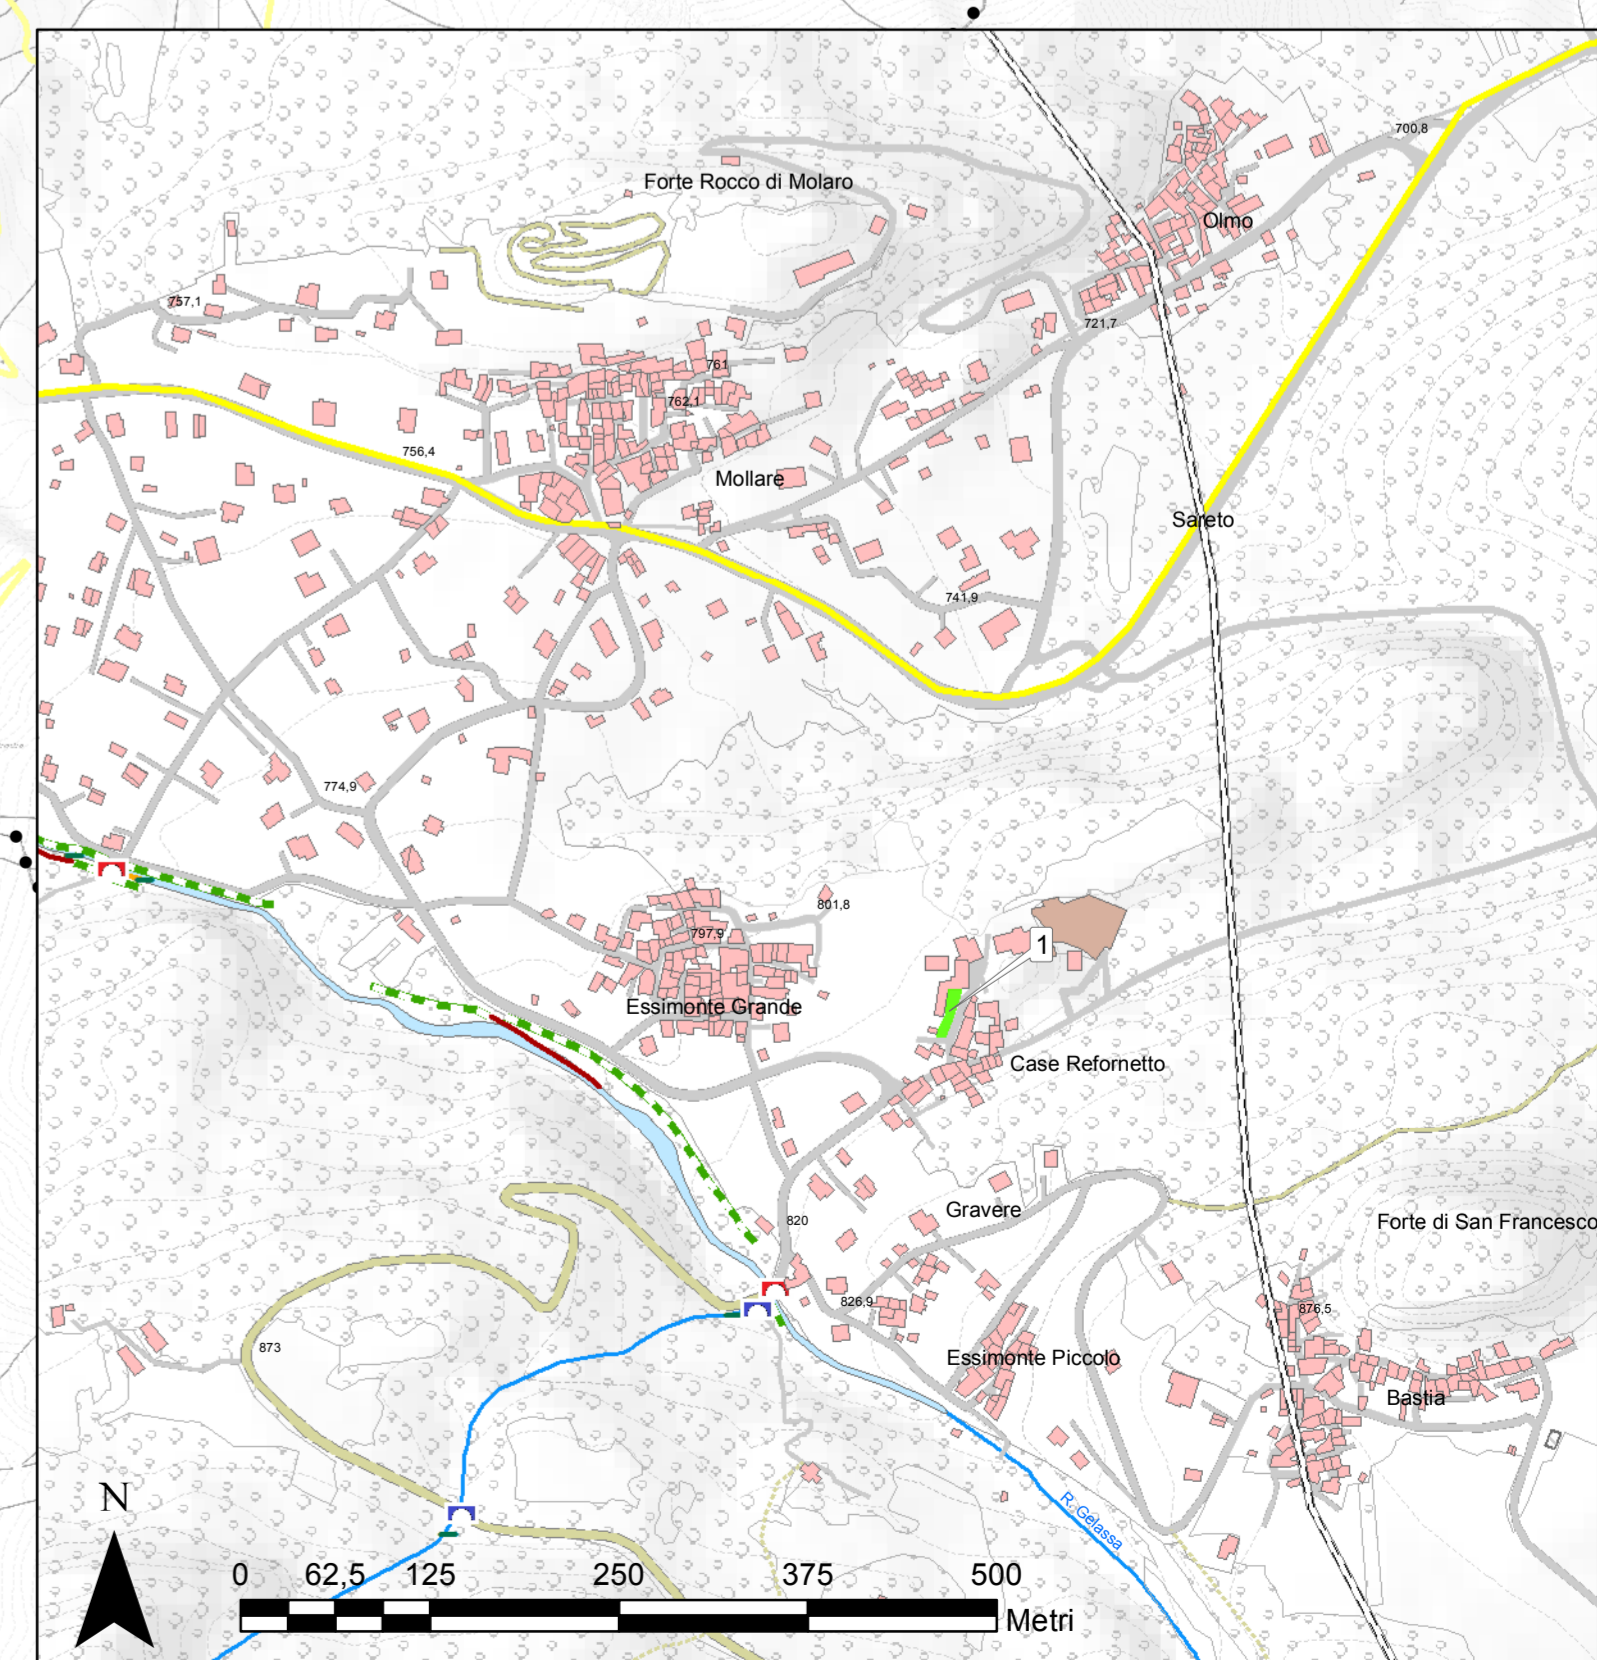 700,8
Forte Rocco di Molaro
Olmo
757,1
721,7
761
762,1
756,4
Mollare
Sareto
741,9
774,9
801,8
797,9
1
Essimonte Grande
Case Refornetto
Gravere
820
Forte di San Francesco
826,9
876,5
873
Essimonte Piccolo
Bastia
N
R. Gelassa
0 62,5 125 250 375 500
Metri